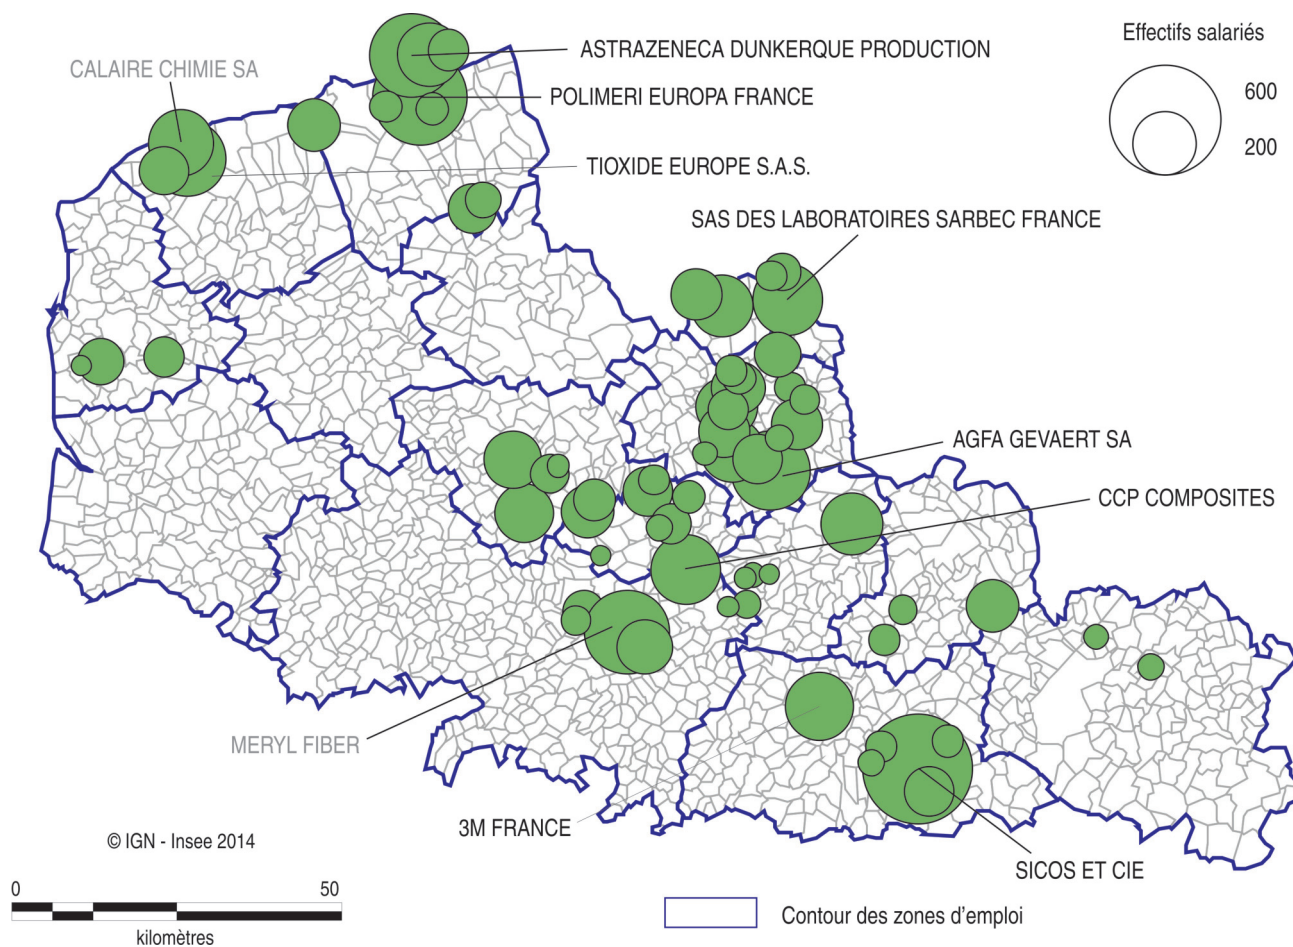 Effectifs salariés
600
200
ASTRAZENECA DUNKERQUE PRODUCTION
CALAIRE CHIMIE SA
POLIMERI EUROPA FRANCE
TIOXIDE EUROPE S.A.S.
SAS DES LABORATOIRES SARBEC FRANCE
AGFA GEVAERT SA
CCP COMPOSITES
MERYL FIBER
3M FRANCE
SICOS ET CIE
© IGN - Insee 2014
0 50
kilomètres
Contour des zones d'emploi